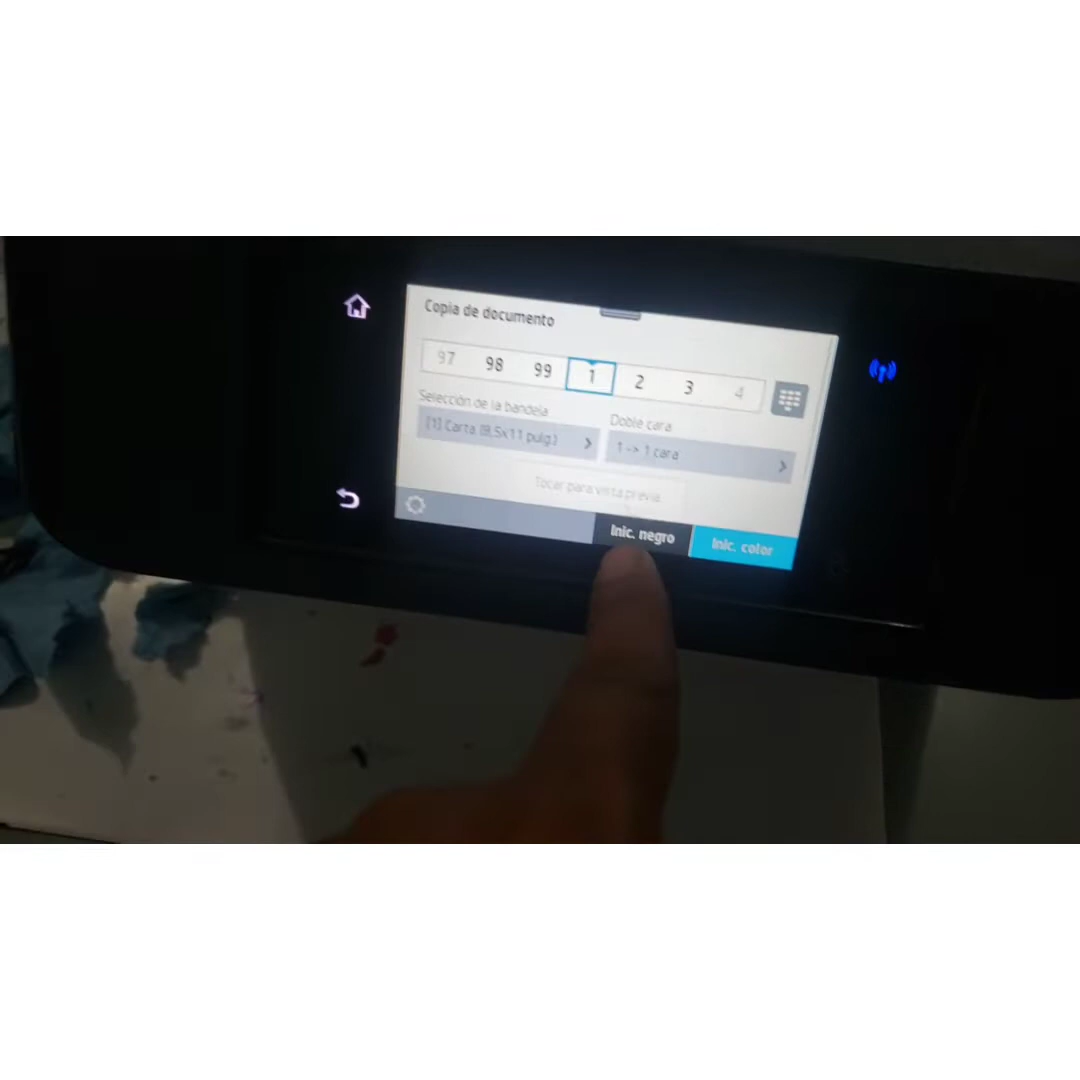 Copia de documento
97 98 99 1 2 3 4
Selección de la bandeja
Doble cara
[1] Carta (8,5x11 pulg.)
1 -> 1 cara
Tocar para vista previa
Inic. negro
Inic. color